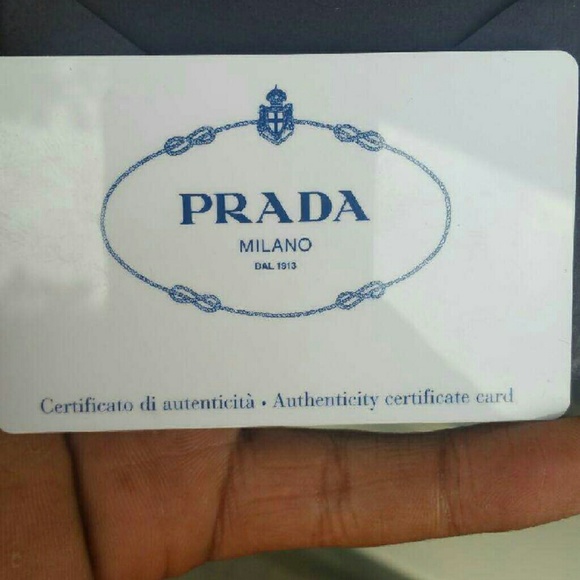 PRADA
MILANO
DAL 1913
Certificato di autenticità • Authenticity certificate card